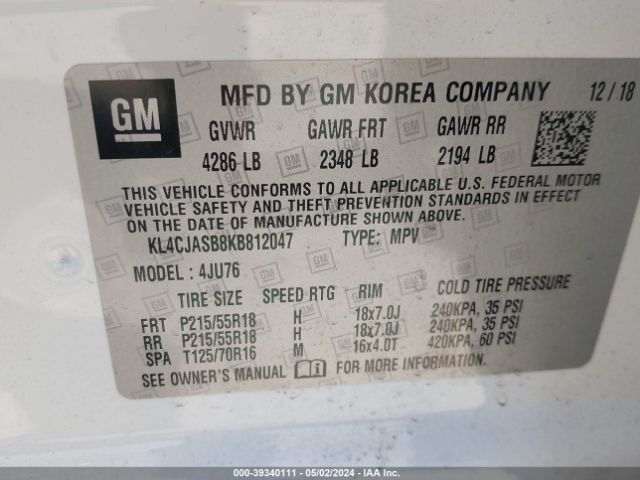 GM
MFD BY GM KOREA COMPANY 12/18
GVWR GAWR FRT GAWR RR
4286 LB 2348 LB 2194 LB
THIS VEHICLE CONFORMS TO ALL APPLICABLE U.S. FEDERAL MOTOR
VEHICLE SAFETY AND THEFT PREVENTION STANDARDS IN EFFECT
ON THE DATE OF MANUFACTURE SHOWN ABOVE.
KL4CJASB8KB812047 TYPE: MPV
MODEL: 4JU76
TIRE SIZE SPEED RTG RIM COLD TIRE PRESSURE
FRT P215/55R18 H 18x7.0J 240KPA, 35 PSI
RR P215/55R18 H 18x7.0J 240KPA, 35 PSI
SPA T125/70R16 M 16x4.0T 420KPA, 60 PSI
SEE OWNER'S MANUAL FOR MORE INFORMATION.
000-39340111 - 05/02/2024 - IAA Inc.